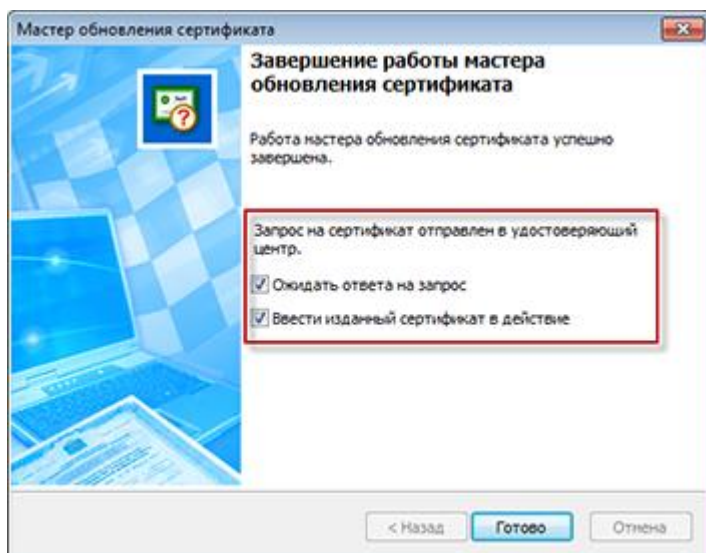 Мастер обновления сертификата
Завершение работы мастера
обновления сертификата
Работа мастера обновления сертификата успешно
завершена.
Запрос на сертификат отправлен в удостоверяющий
центр.
Ожидать ответа на запрос
Ввести изданный сертификат в действие
< Назад
Готово
Отмена